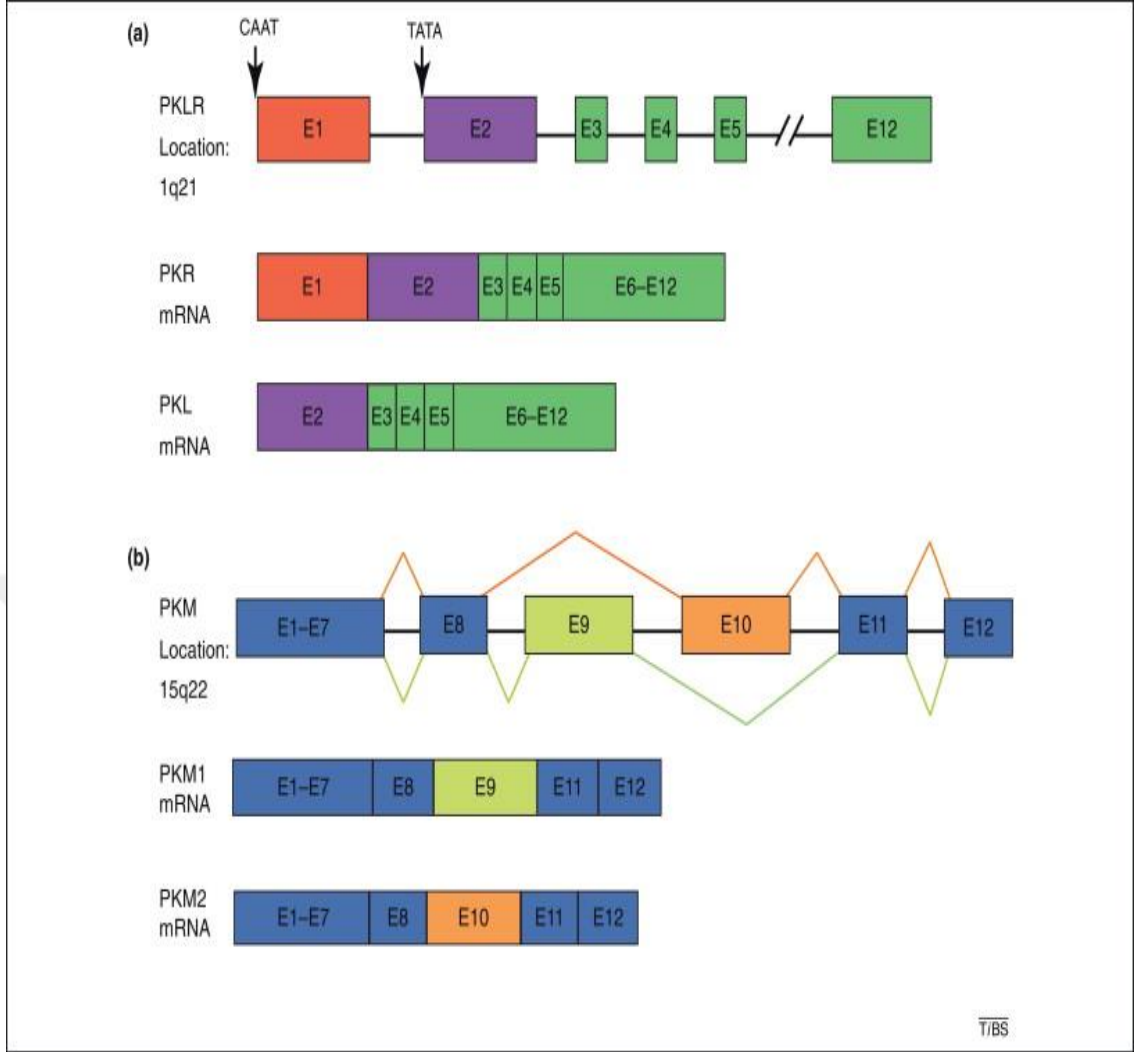 (a)
CAAT TATA
PKLR
Location:
1q21
E1 E2 E3 E4 E5 E12
PKR
mRNA
E1 E2 E3 E4 E5 E6–E12
PKL
mRNA
E2 E3 E4 E5 E6–E12
(b)
PKM
Location:
15q22
E1–E7 E8 E9 E10 E11 E12
PKM1
mRNA
E1–E7 E8 E9 E11 E12
PKM2
mRNA
E1–E7 E8 E10 E11 E12
T/BS